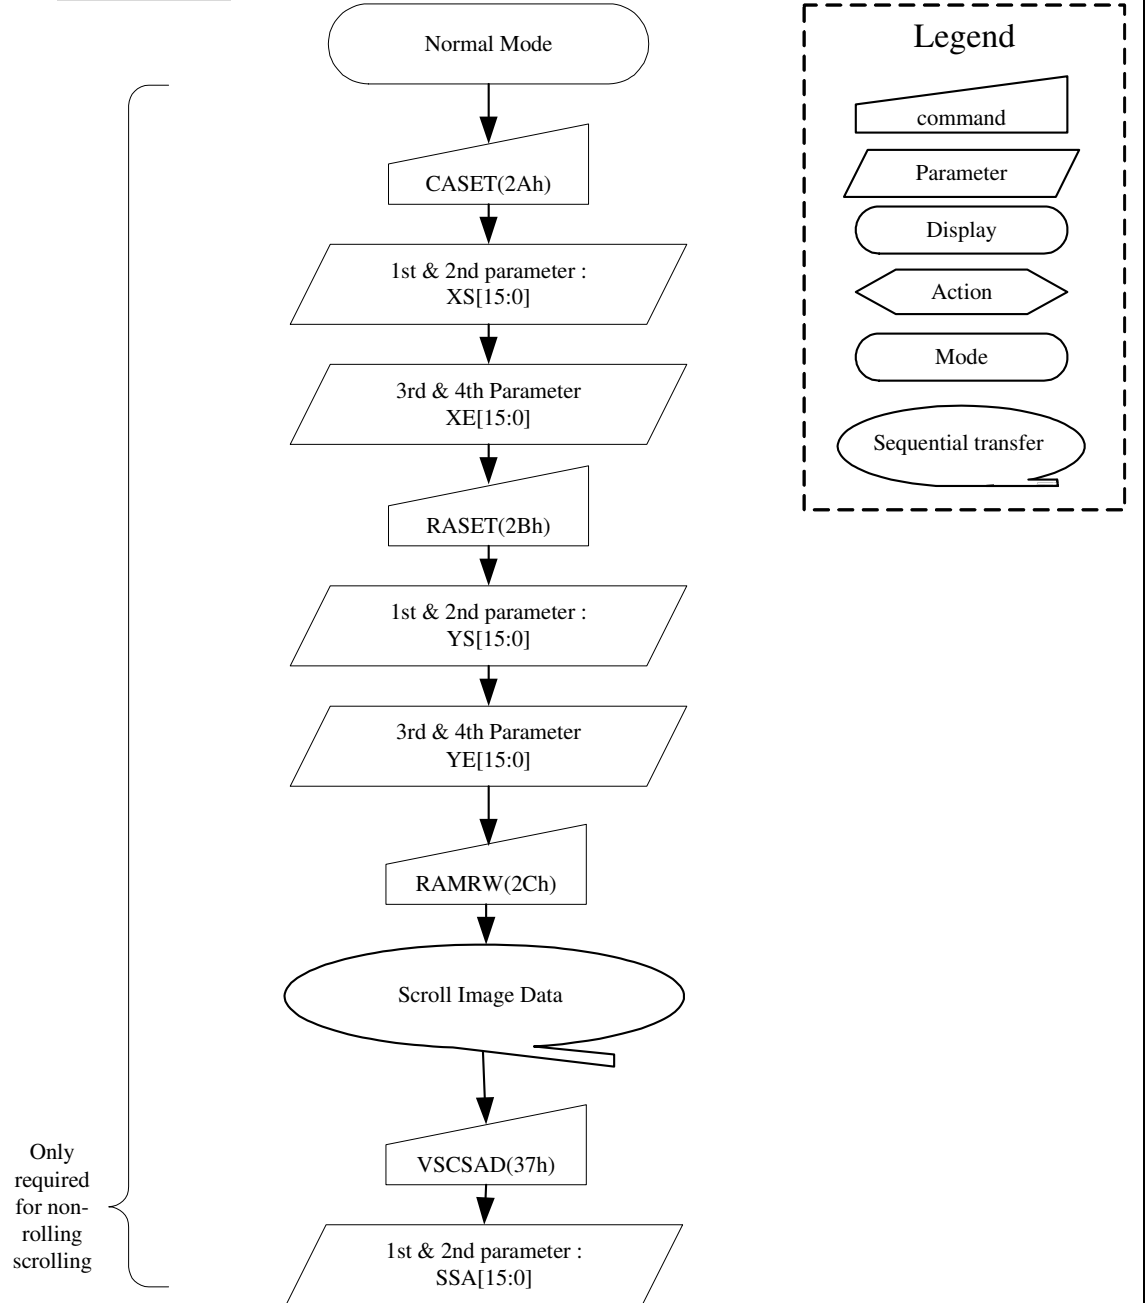 Normal Mode
CASET(2Ah)
1st & 2nd parameter :
XS[15:0]
3rd & 4th Parameter
XE[15:0]
RASET(2Bh)
1st & 2nd parameter :
YS[15:0]
3rd & 4th Parameter
YE[15:0]
RAMRW(2Ch)
Scroll Image Data
VSCSAD(37h)
1st & 2nd parameter :
SSA[15:0]
Only
required
for non-
rolling
scrolling
Legend
command
Parameter
Display
Action
Mode
Sequential transfer